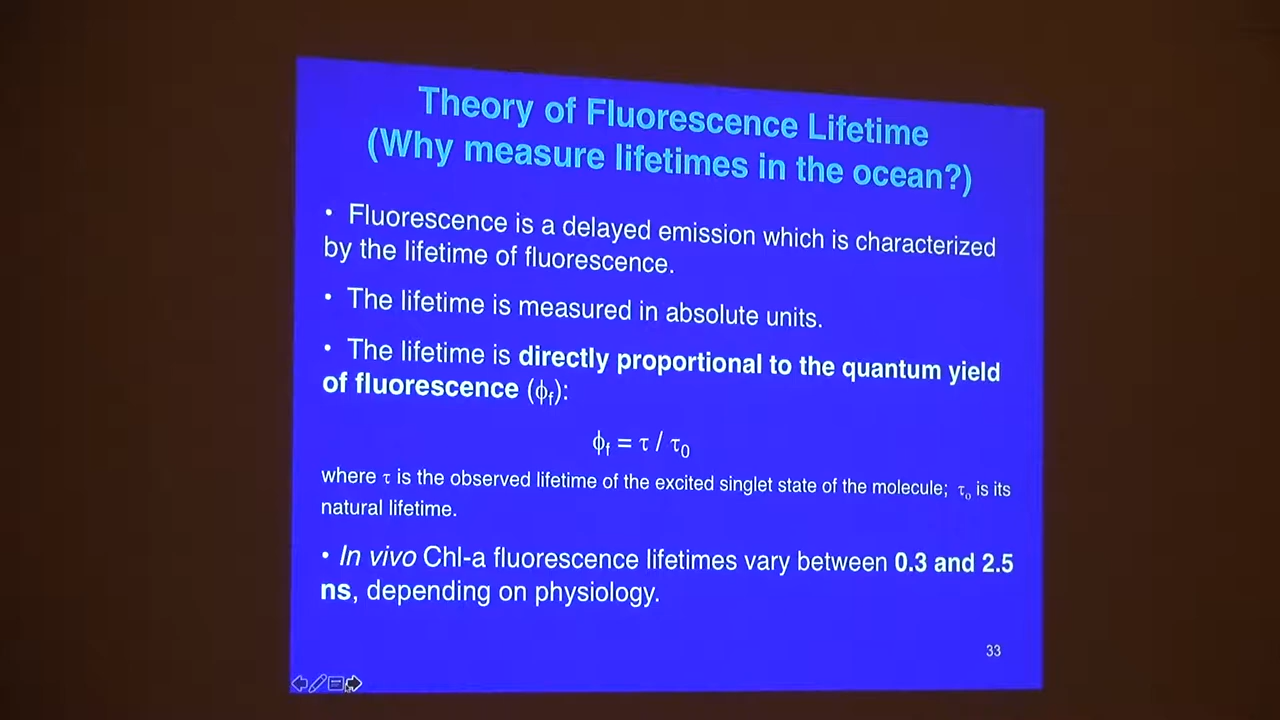 Theory of Fluorescence Lifetime
(Why measure lifetimes in the ocean?)
• Fluorescence is a delayed emission which is characterized
by the lifetime of fluorescence.
• The lifetime is measured in absolute units.
• The lifetime is directly proportional to the quantum yield
of fluorescence (ϕf):
ϕf = τ / τ0
where τ is the observed lifetime of the excited singlet state of the molecule; τo is its
natural lifetime.
• In vivo Chl-a fluorescence lifetimes vary between 0.3 and 2.5
ns, depending on physiology.
33